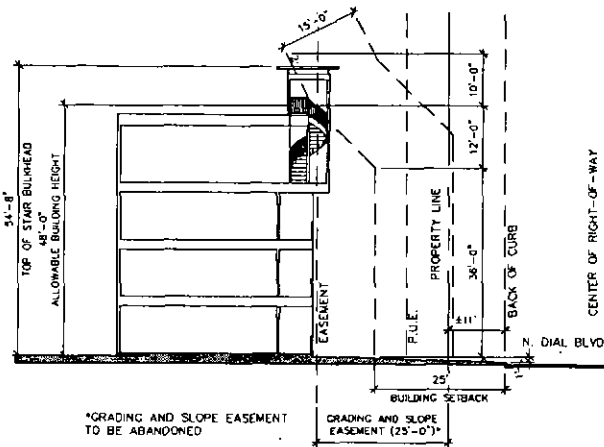 15'-0"
10'-0"
12'-0"
36'-0"
54'-8"
TOP OF STAIR BULKHEAD
48'-0"
ALLOWABLE BUILDING HEIGHT
EASEMENT
P.U.E.
PROPERTY LINE
BACK OF CURB
CENTER OF RIGHT-OF-WAY
±11'
N. DIAL BLVD
25'
BUILDING SETBACK
*GRADING AND SLOPE EASEMENT
TO BE ABANDONED
GRADING AND SLOPE
EASEMENT (25'-0")*